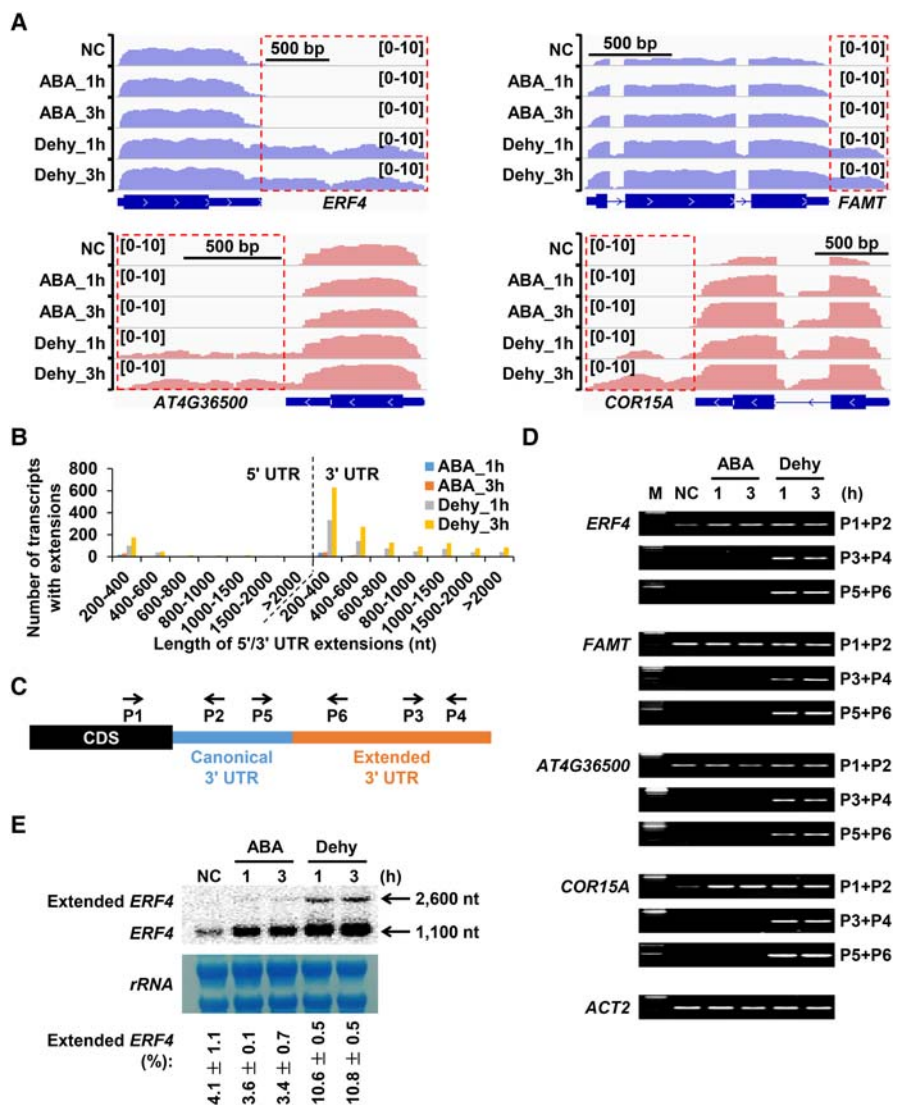 A
NC
ABA_1h
ABA_3h
Dehy_1h
Dehy_3h
500 bp
[0-10]
[0-10]
[0-10]
[0-10]
[0-10]
ERF4
NC
ABA_1h
ABA_3h
Dehy_1h
Dehy_3h
500 bp
[0-10]
[0-10]
[0-10]
[0-10]
[0-10]
FAMT
NC
ABA_1h
ABA_3h
Dehy_1h
Dehy_3h
[0-10]
[0-10]
[0-10]
[0-10]
[0-10]
500 bp
AT4G36500
NC
ABA_1h
ABA_3h
Dehy_1h
Dehy_3h
[0-10]
[0-10]
[0-10]
[0-10]
[0-10]
500 bp
COR15A
B
Number of transcripts
with extensions
800
600
400
200
0
5' UTR
3' UTR
ABA_1h
ABA_3h
Dehy_1h
Dehy_3h
200-400
400-600
600-800
800-1000
1000-1500
1500-2000
>2000
200-400
400-600
600-800
800-1000
1000-1500
1500-2000
>2000
Length of 5'/3' UTR extensions (nt)
C
P1 P2 P5 P6 P3 P4
CDS
Canonical
3' UTR
Extended
3' UTR
D
ABA Dehy
M NC 1 3 1 3 (h)
ERF4 P1+P2
P3+P4
P5+P6
FAMT P1+P2
P3+P4
P5+P6
AT4G36500 P1+P2
P3+P4
P5+P6
COR15A P1+P2
P3+P4
P5+P6
ACT2
E
ABA Dehy
NC 1 3 1 3 (h)
Extended ERF4 2,600 nt
ERF4 1,100 nt
rRNA
Extended ERF4
(%):
4.1 ± 1.1
3.6 ± 0.1
3.4 ± 0.7
10.6 ± 0.5
10.8 ± 0.5